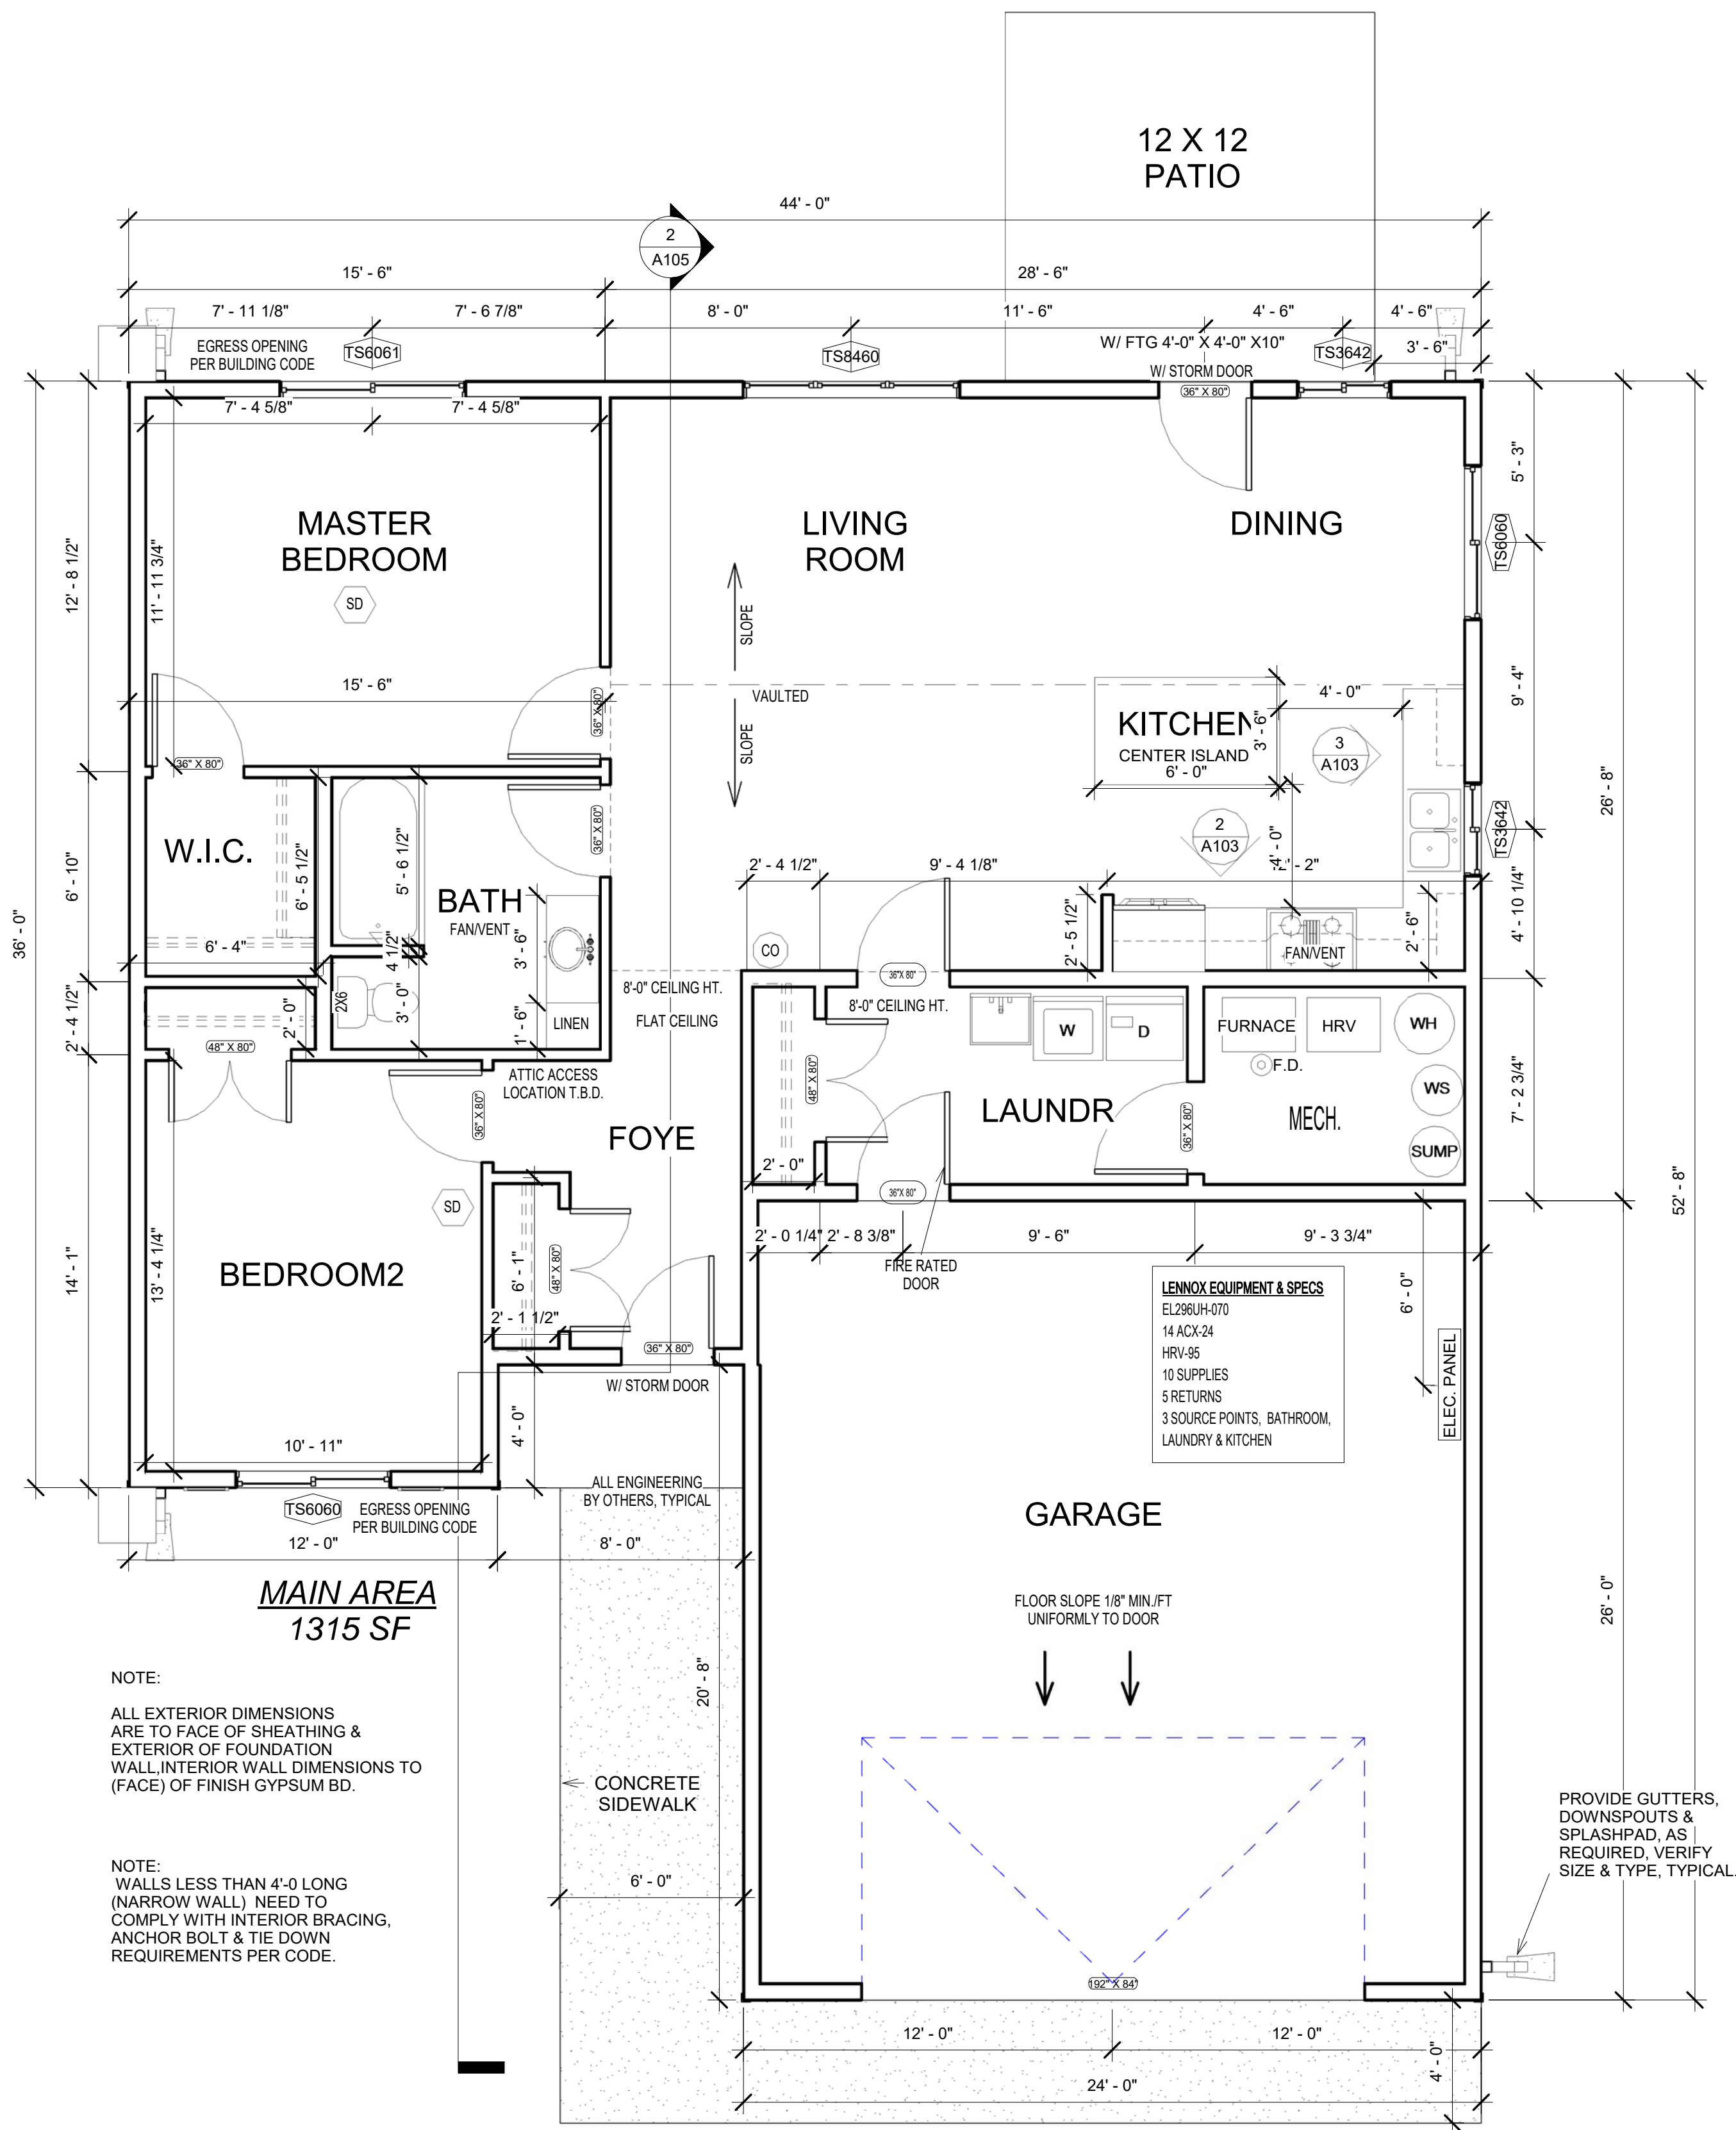 12 X 12
PATIO
44' - 0"
2
A105
15' - 6"
28' - 6"
7' - 11 1/8"
7' - 6 7/8"
8' - 0"
11' - 6"
4' - 6"
4' - 6"
EGRESS OPENING
PER BUILDING CODE
TS6061
TS8460
W/ FTG 4'-0" X 4'-0" X10"
TS3642
3' - 6"
W/ STORM DOOR
36" X 80"
7' - 4 5/8"
7' - 4 5/8"
5' - 3"
MASTER
BEDROOM
LIVING
ROOM
DINING
TS6060
12' - 8 1/2"
11' - 11 3/4"
SD
SLOPE
15' - 6"
VAULTED
36" X 80"
4' - 0"
9' - 4"
KITCHEN
CENTER ISLAND
3' - 6"
6' - 0"
3
A103
SLOPE
36" X 80"
26' - 8"
36" X 80"
W.I.C.
6' - 5 1/2"
5' - 6 1/2"
BATH
FAN/VENT
2
A103
4' - 0"
TS3642
2' - 4 1/2"
9' - 4 1/8"
6' - 10"
36' - 0"
6' - 4"
4 1/2"
3' - 6"
CO
2' - 5 1/2"
2' - 6"
FAN/VENT
4' - 10 1/4"
36"X 80"
8'-0" CEILING HT.
FLAT CEILING
8'-0" CEILING HT.
2' - 4 1/2"
2' - 0"
2X6
3' - 0"
1' - 6"
LINEN
48" X 80"
W
D
FURNACE
HRV
WH
F.D.
WS
SUMP
48" X 80"
ATTIC ACCESS
LOCATION T.B.D.
36" X 80"
FOYE
LAUNDR
36" X 80"
MECH.
7' - 2 3/4"
2' - 0"
36"X 80"
52' - 8"
SD
2' - 0 1/4"
2' - 8 3/8"
9' - 6"
9' - 3 3/4"
FIRE RATED
DOOR
BEDROOM2
14' - 1"
13' - 4 1/4"
6' - 1"
48" X 80"
2' - 1 1/2"
36" X 80"
W/ STORM DOOR
LENNOX EQUIPMENT & SPECS
EL296UH-070
14 ACX-24
HRV-95
10 SUPPLIES
5 RETURNS
3 SOURCE POINTS, BATHROOM,
LAUNDRY & KITCHEN
6' - 0"
ELEC. PANEL
10' - 11"
4' - 0"
TS6060
EGRESS OPENING
PER BUILDING CODE
ALL ENGINEERING
BY OTHERS, TYPICAL
12' - 0"
8' - 0"
GARAGE
MAIN AREA
1315 SF
FLOOR SLOPE 1/8" MIN./FT
UNIFORMLY TO DOOR
26' - 0"
20' - 8"
NOTE:
ALL EXTERIOR DIMENSIONS
ARE TO FACE OF SHEATHING &
EXTERIOR OF FOUNDATION
WALL,INTERIOR WALL DIMENSIONS TO
(FACE) OF FINISH GYPSUM BD.
CONCRETE
SIDEWALK
PROVIDE GUTTERS,
DOWNSPOUTS &
SPLASHPAD, AS
REQUIRED, VERIFY
SIZE & TYPE, TYPICAL.
NOTE:
WALLS LESS THAN 4'-0 LONG
(NARROW WALL) NEED TO
COMPLY WITH INTERIOR BRACING,
ANCHOR BOLT & TIE DOWN
REQUIREMENTS PER CODE.
6' - 0"
192" X 84"
12' - 0"
12' - 0"
4' - 0"
24' - 0"